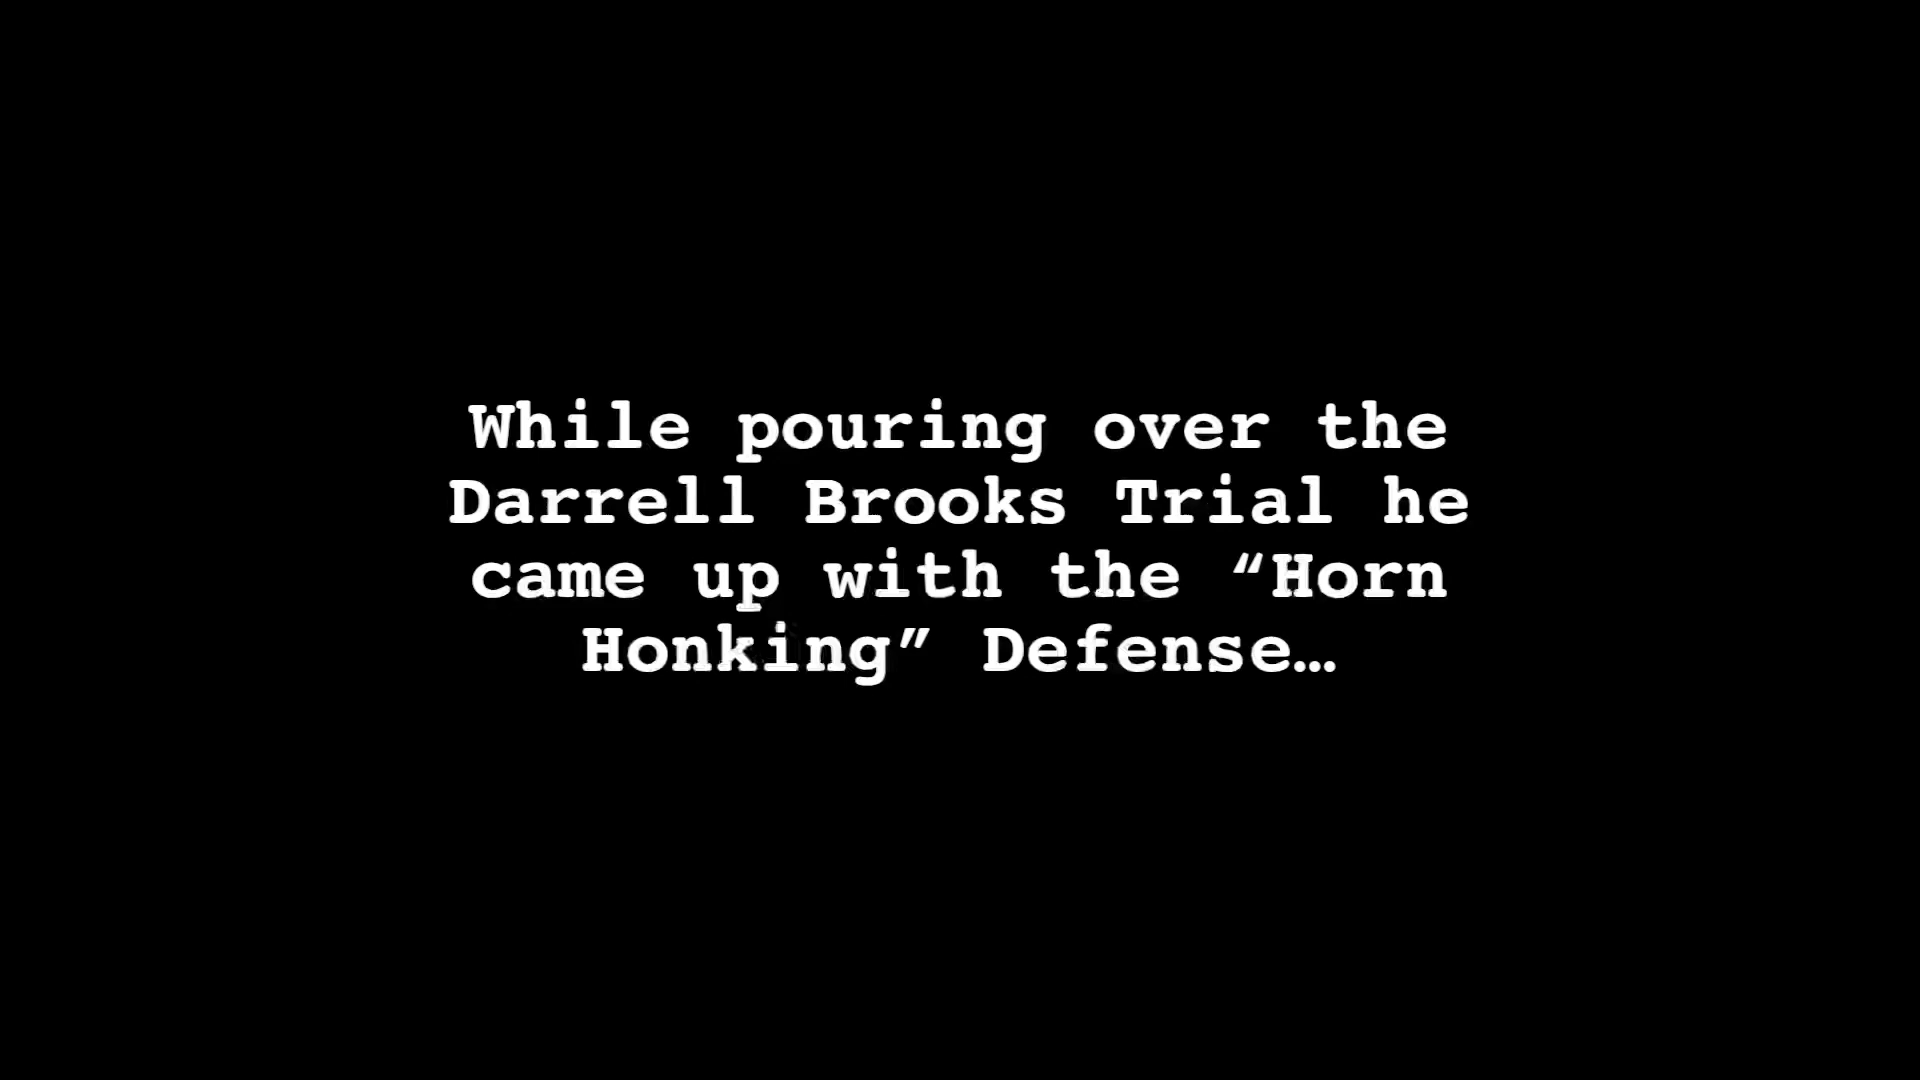 While pouring over the
Darrell Brooks Trial he
came up with the “Horn
Honking” Defense…